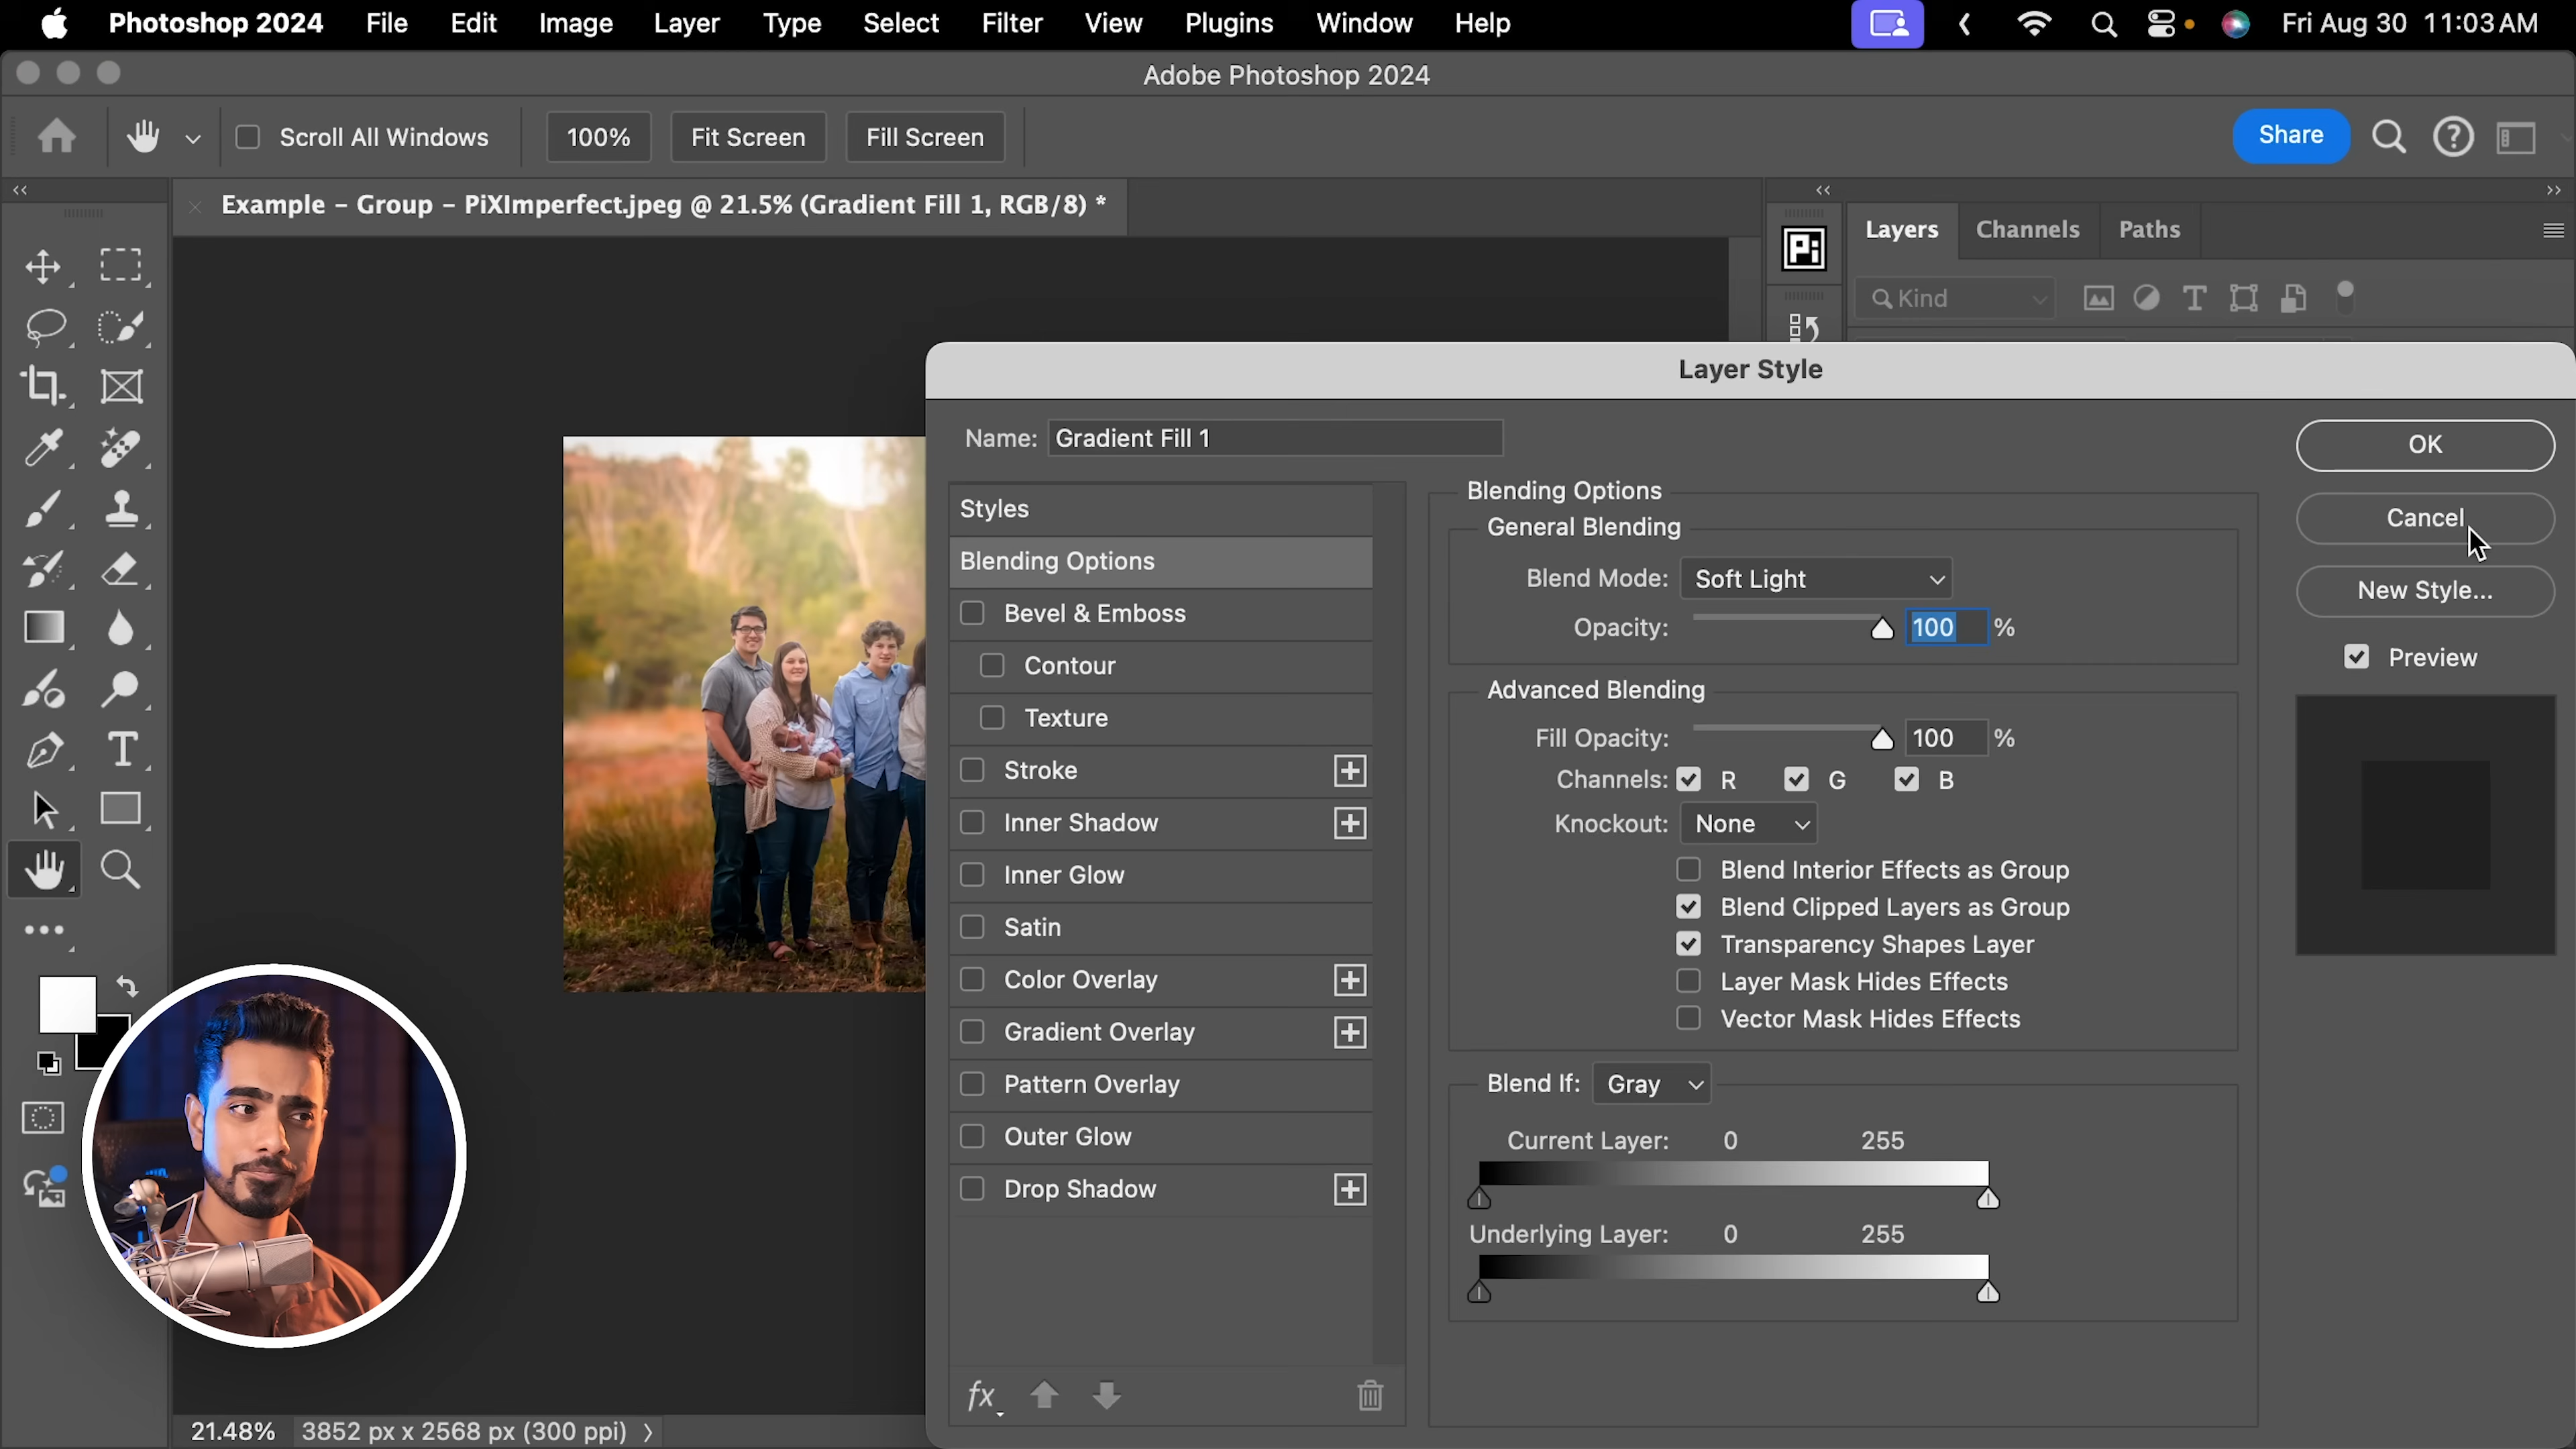 Photoshop 2024 File Edit Image Layer Type Select Filter View Plugins Window Help Fri Aug 30 11:03 AM
Adobe Photoshop 2024
Scroll All Windows 100% Fit Screen Fill Screen Share
Example - Group - PiXImperfect.jpeg @ 21.5% (Gradient Fill 1, RGB/8) *
Pi
Layers Channels Paths
Kind
Layer Style
Name: Gradient Fill 1
Styles
Blending Options
Bevel & Emboss
Contour
Texture
Stroke
Inner Shadow
Inner Glow
Satin
Color Overlay
Gradient Overlay
Pattern Overlay
Outer Glow
Drop Shadow
fx
Blending Options
General Blending
Blend Mode: Soft Light
Opacity: 100 %
Advanced Blending
Fill Opacity: 100 %
Channels: R G B
Knockout: None
Blend Interior Effects as Group
Blend Clipped Layers as Group
Transparency Shapes Layer
Layer Mask Hides Effects
Vector Mask Hides Effects
Blend If: Gray
Current Layer: 0 255
Underlying Layer: 0 255
OK
Cancel
New Style...
Preview
21.48% 3852 px x 2568 px (300 ppi)